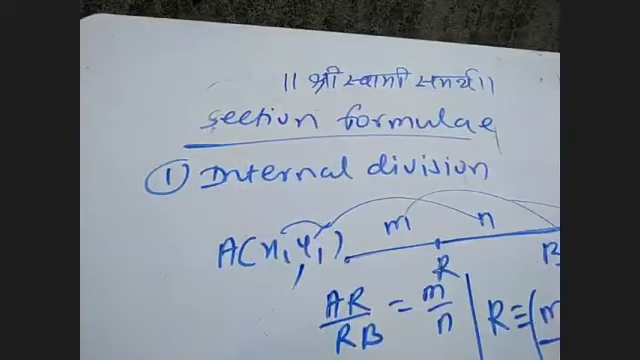 || श्री स्वामी समर्थ ||
section formulae
① Internal division
A(x₁, y₁) m n
R B
AR/RB = m/n | R ≡ (m